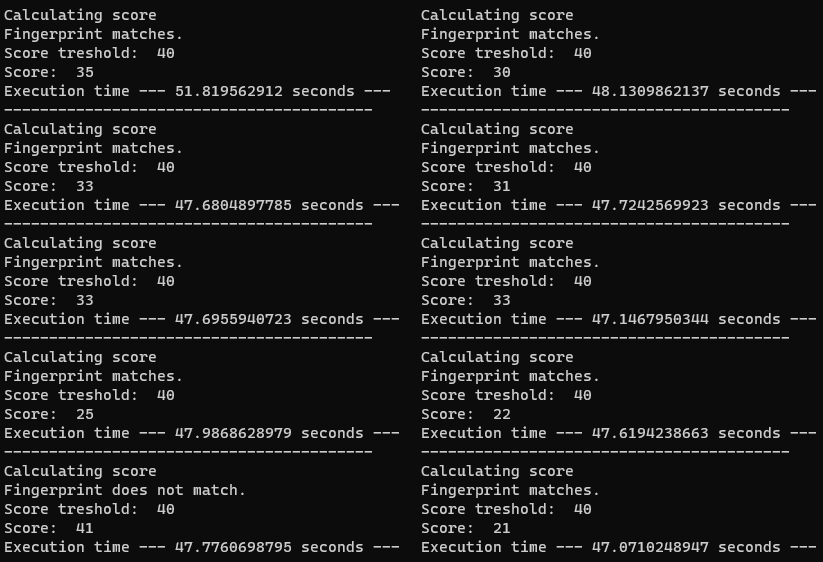 Calculating score
Fingerprint matches.
Score treshold:  40
Score:  35
Execution time --- 51.819562912 seconds ---
-----------------------------------------
Calculating score
Fingerprint matches.
Score treshold:  40
Score:  33
Execution time --- 47.6804897785 seconds ---
-----------------------------------------
Calculating score
Fingerprint matches.
Score treshold:  40
Score:  33
Execution time --- 47.6955940723 seconds ---
-----------------------------------------
Calculating score
Fingerprint matches.
Score treshold:  40
Score:  25
Execution time --- 47.9868628979 seconds ---
-----------------------------------------
Calculating score
Fingerprint does not match.
Score treshold:  40
Score:  41
Execution time --- 47.7760698795 seconds ---
Calculating score
Fingerprint matches.
Score treshold:  40
Score:  30
Execution time --- 48.1309862137 seconds ---
-----------------------------------------
Calculating score
Fingerprint matches.
Score treshold:  40
Score:  31
Execution time --- 47.7242569923 seconds ---
-----------------------------------------
Calculating score
Fingerprint matches.
Score treshold:  40
Score:  33
Execution time --- 47.1467950344 seconds ---
-----------------------------------------
Calculating score
Fingerprint matches.
Score treshold:  40
Score:  22
Execution time --- 47.6194238663 seconds ---
-----------------------------------------
Calculating score
Fingerprint matches.
Score treshold:  40
Score:  21
Execution time --- 47.0710248947 seconds ---